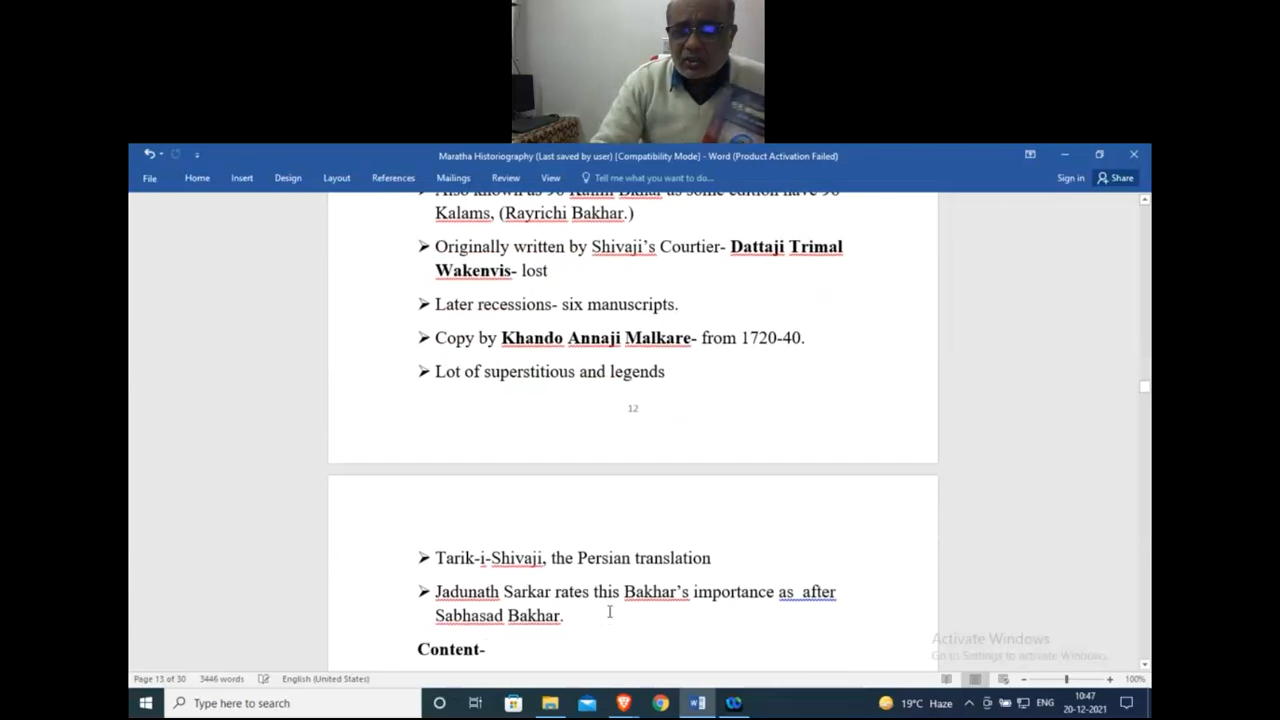 Maratha Historiography (Last saved by user) [Compatibility Mode] - Word (Product Activation Failed)
File Home Insert Design Layout References Mailings Review View Tell me what you want to do... Sign in Share
Kalams, (Rayrichi Bakhar.)
Originally written by Shivaji's Courtier- Dattaji Trimal
Wakenvis- lost
Later recessions- six manuscripts.
Copy by Khando Annaji Malkare- from 1720-40.
Lot of superstitious and legends
12
Tarik-i-Shivaji, the Persian translation
Jadunath Sarkar rates this Bakhar's importance as after
Sabhasad Bakhar.
Content-
Activate Windows
Go to Settings to activate Windows.
Page 13 of 30 3446 words English (United States) 100%
Type here to search 19°C Haze ENG 10:47
20-12-2021